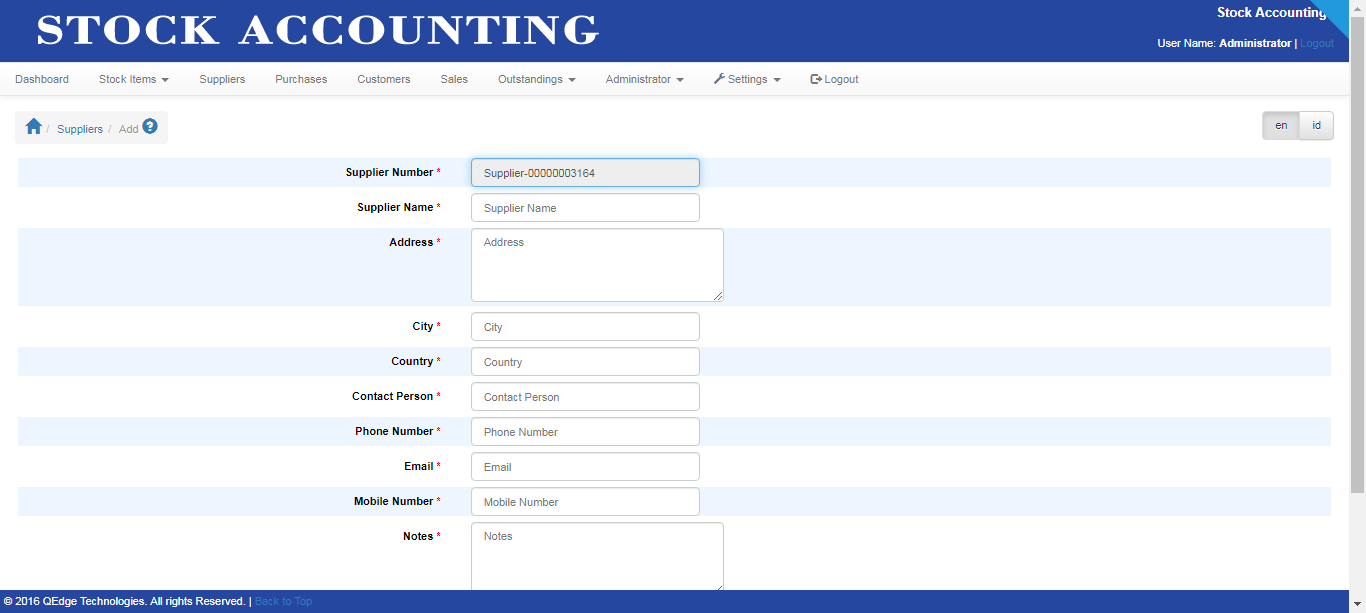 STOCK ACCOUNTING
Stock Accounting
User Name: Administrator | Logout
Dashboard Stock Items Suppliers Purchases Customers Sales Outstandings Administrator Settings Logout
/ Suppliers / Add ?
en id
Supplier Number * Supplier-00000003164
Supplier Name * Supplier Name
Address * Address
City * City
Country * Country
Contact Person * Contact Person
Phone Number * Phone Number
Email * Email
Mobile Number * Mobile Number
Notes * Notes
© 2016 QEdge Technologies. All rights Reserved. | Back to Top